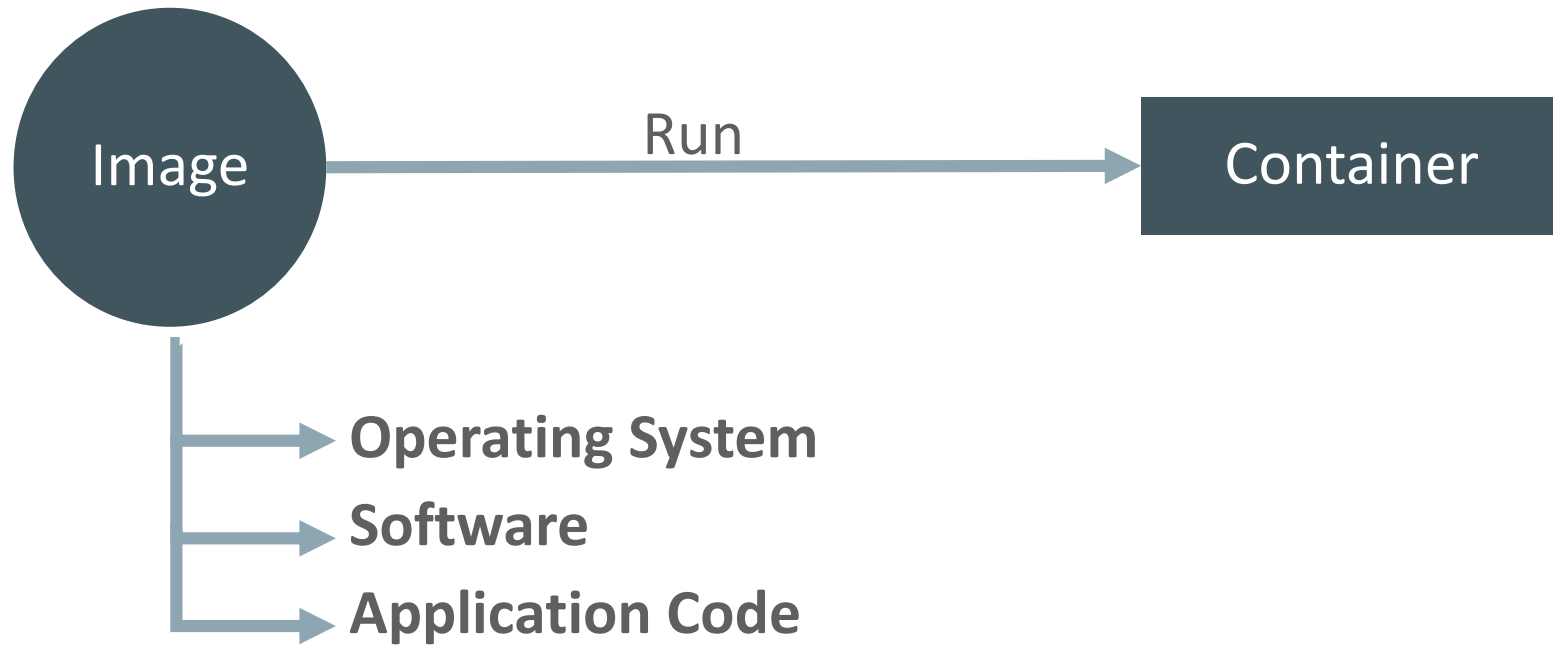 Image
Run
Container
Operating System
Software
Application Code